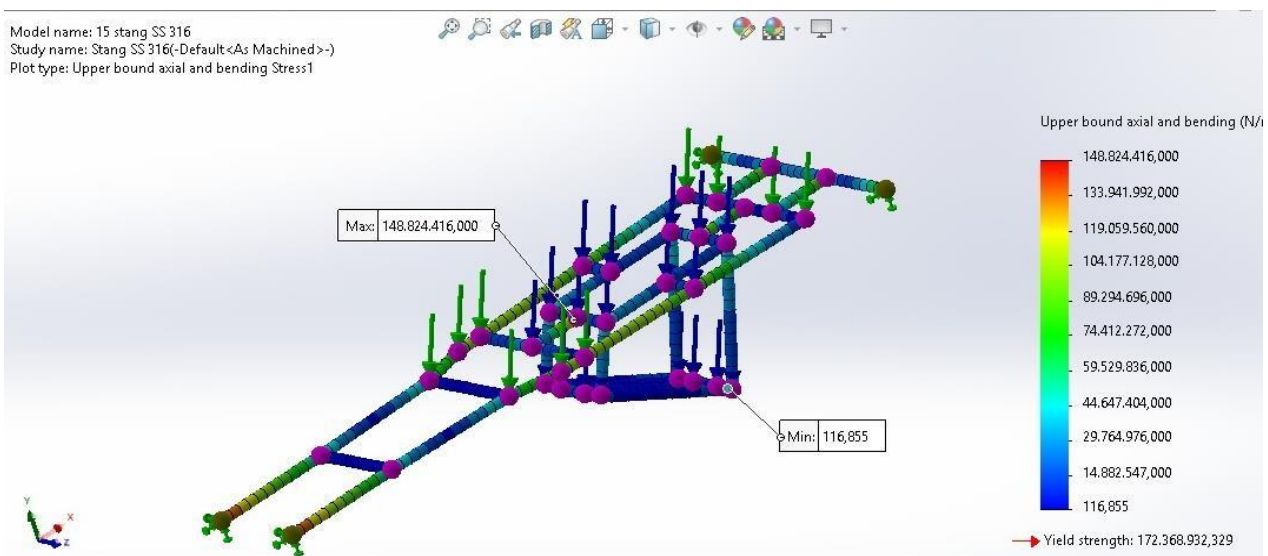 Model name: 15 stang SS 316
Study name: Stang SS 316(-Default<As Machined>-)
Plot type: Upper bound axial and bending Stress1
Upper bound axial and bending (N/
148.824.416,000
133.941.992,000
119.059.560,000
104.177.128,000
89.294.696,000
74.412.272,000
59.529.836,000
44.647.404,000
29.764.976,000
14.882.547,000
116,855
Yield strength: 172.368.932,329
Max: 148.824.416,000
Min: 116,855
Y
X
Z